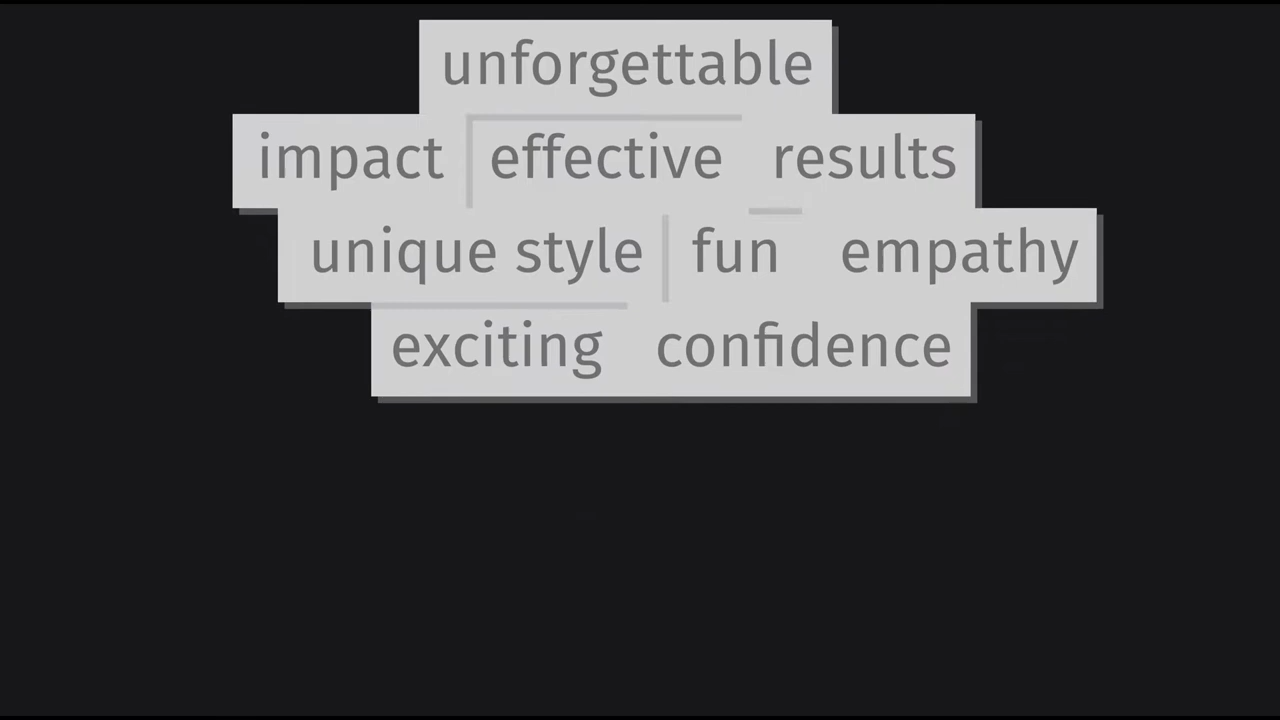 unforgettable
impact effective results
unique style fun empathy
exciting confidence